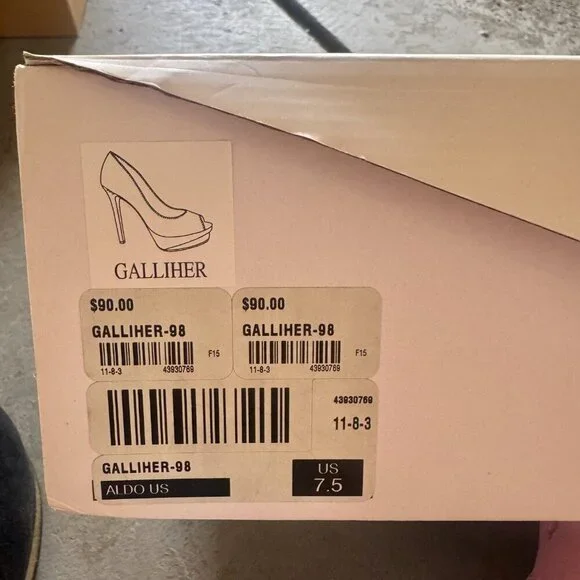 GALLIHER
$90.00
GALLIHER-98
F15
11-8-3 43930769
$90.00
GALLIHER-98
F15
11-8-3 43930769
43930769
11-8-3
GALLIHER-98
ALDO US
US
7.5